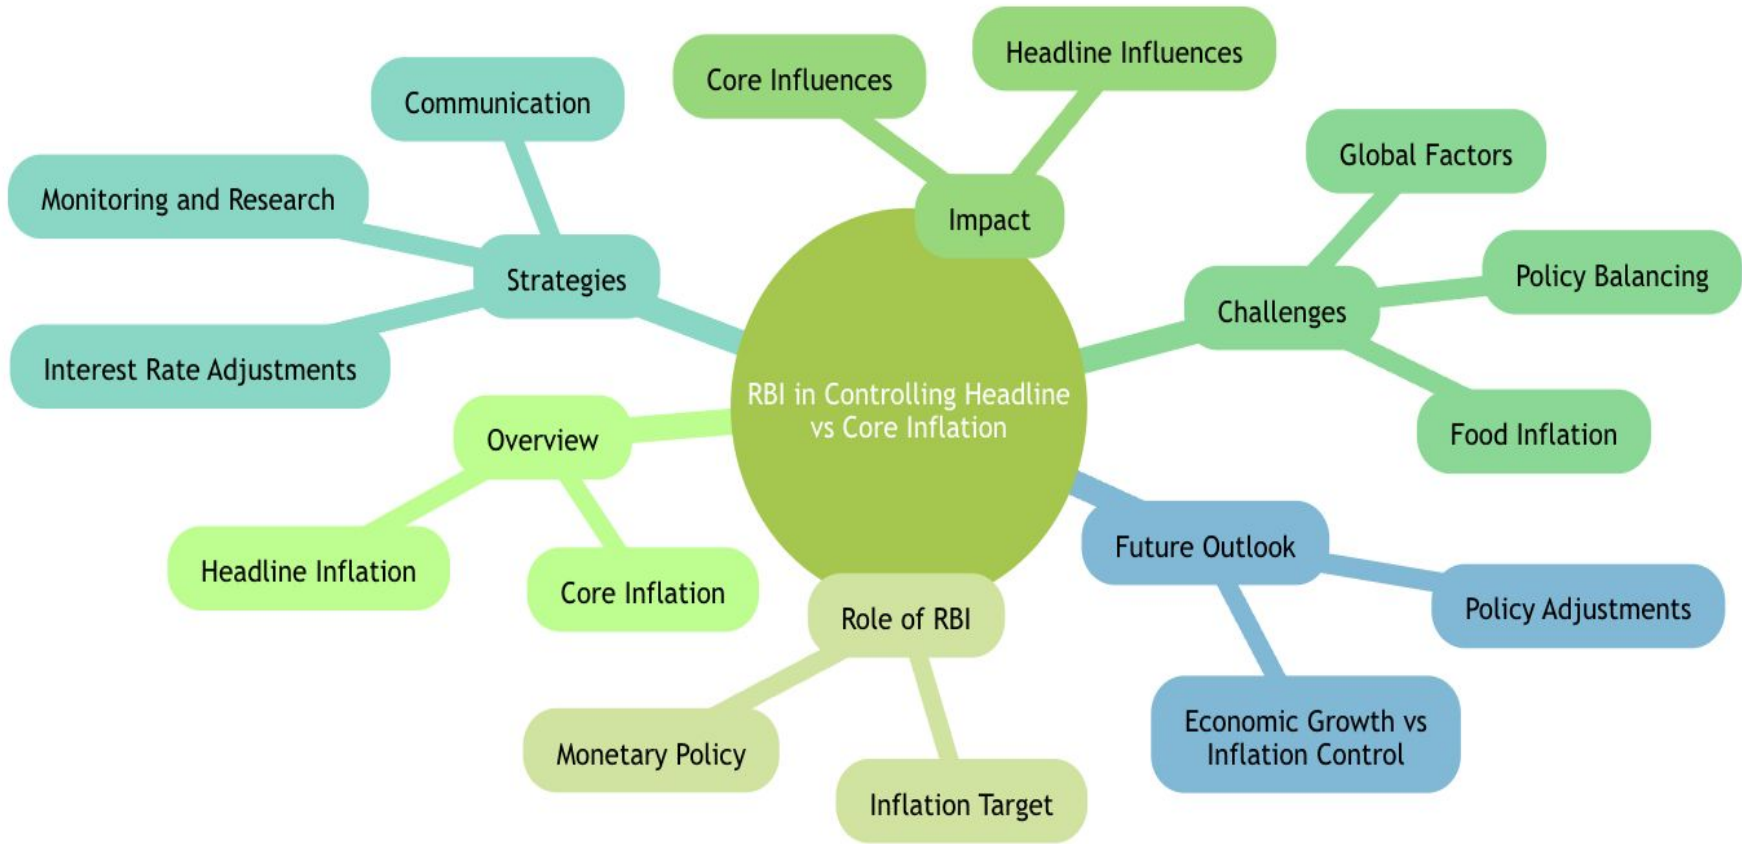 Headline Influences
Core Influences
Communication
Global Factors
Monitoring and Research
Impact
Policy Balancing
Strategies
Challenges
Interest Rate Adjustments
RBI in Controlling Headline
vs Core Inflation
Overview
Food Inflation
Future Outlook
Headline Inflation
Core Inflation
Policy Adjustments
Role of RBI
Economic Growth vs
Inflation Control
Monetary Policy
Inflation Target